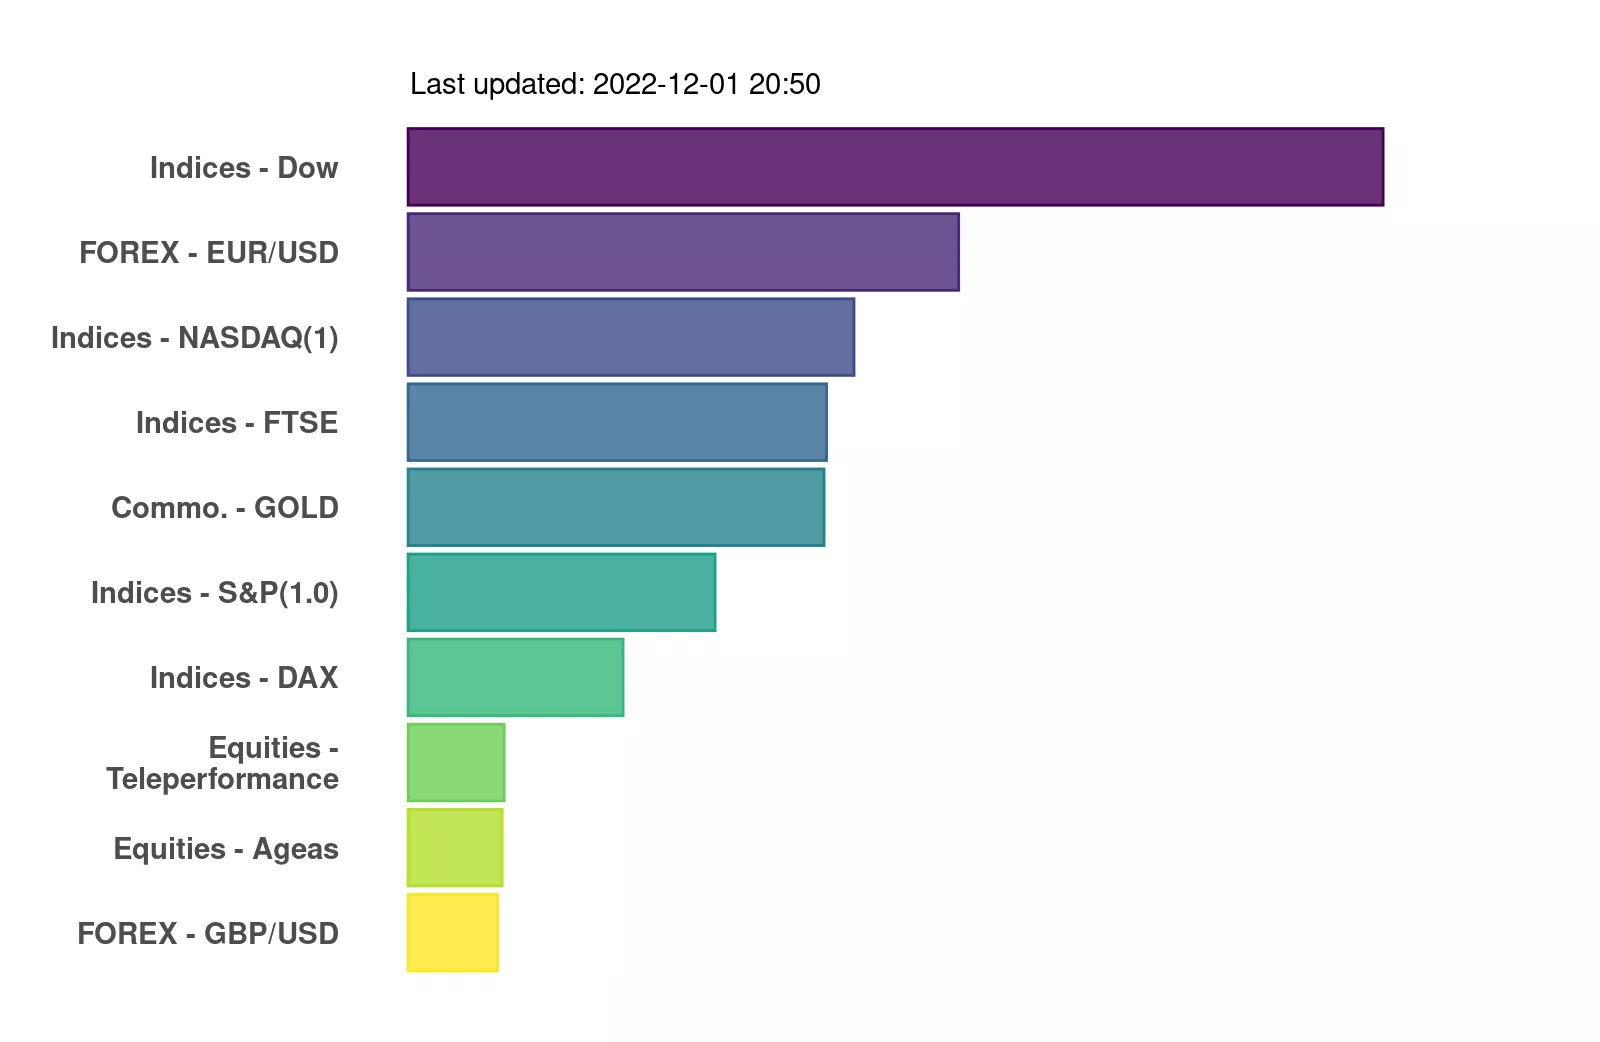 Last updated: 2022-12-01 20:50
Indices - Dow
FOREX - EUR/USD
Indices - NASDAQ(1)
Indices - FTSE
Commo. - GOLD
Indices - S&P(1.0)
Indices - DAX
Equities -
Teleperformance
Equities - Ageas
FOREX - GBP/USD